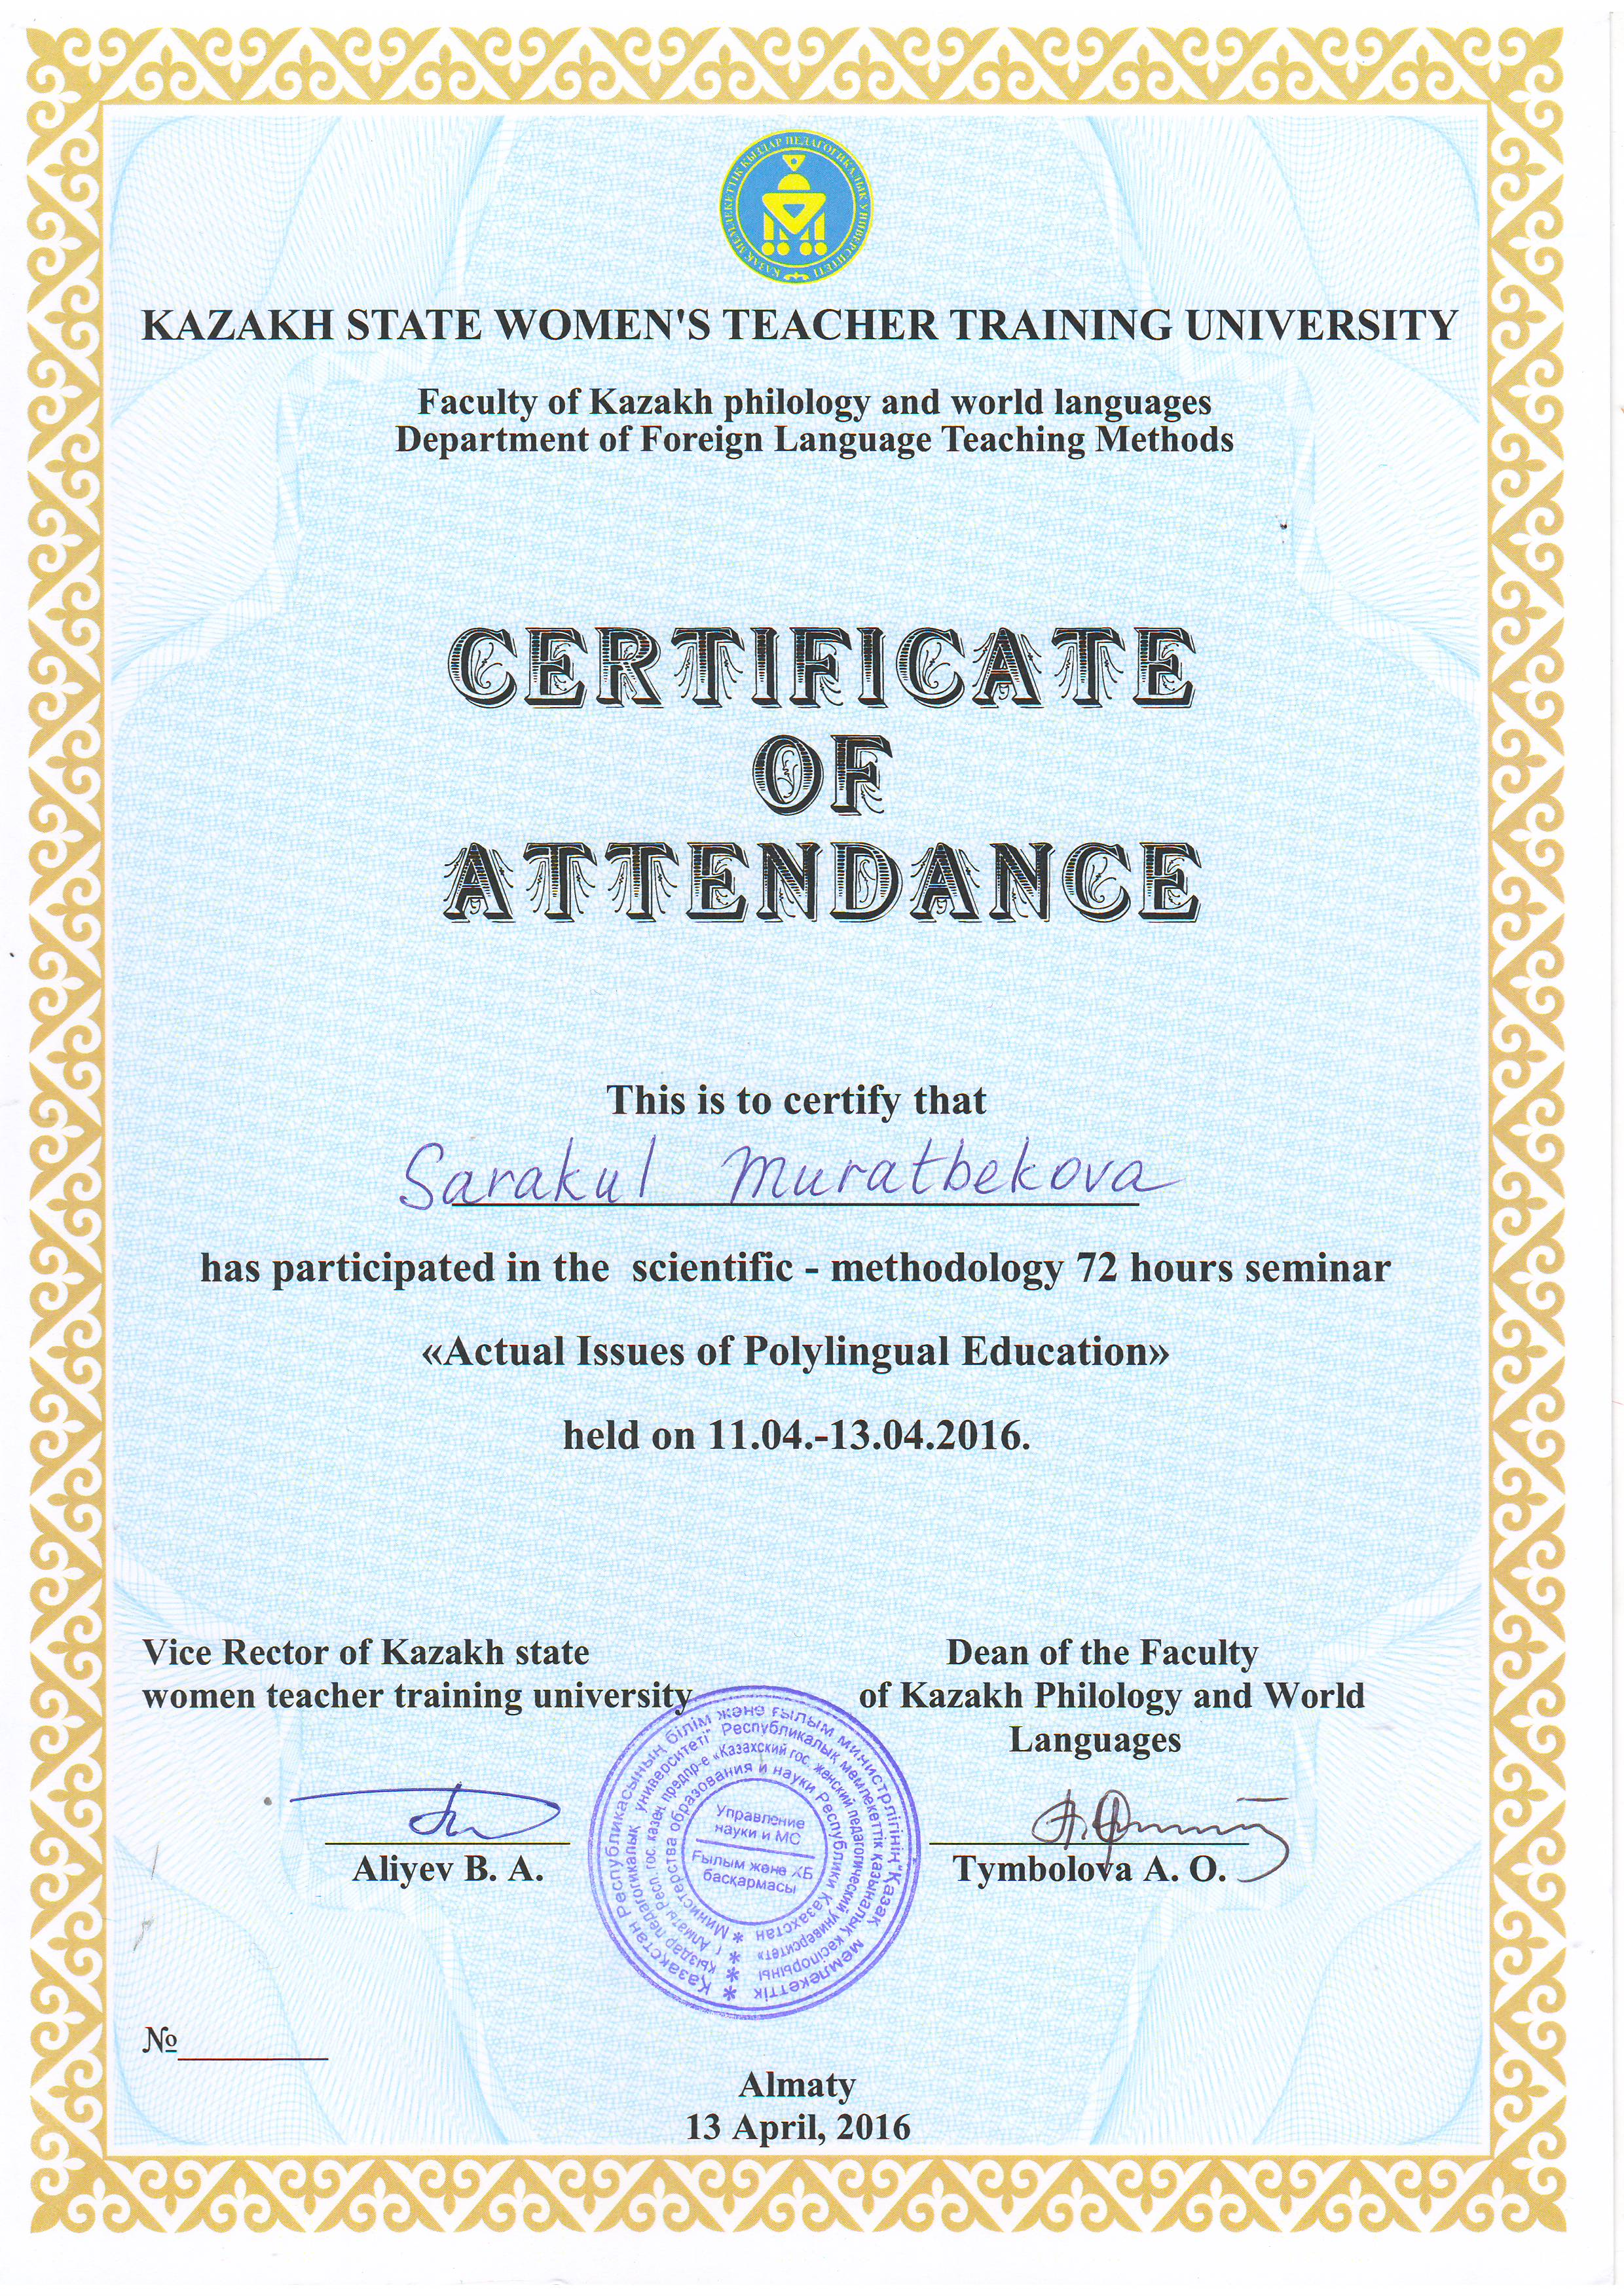 ҚАЗАҚ МЕМЛЕКЕТТІК ҚЫЗДАР ПЕДАГОГИКАЛЫҚ УНИВЕРСИТЕТІ
KAZAKH STATE WOMEN'S TEACHER TRAINING UNIVERSITY
Faculty of Kazakh philology and world languages
Department of Foreign Language Teaching Methods
CERTIFICATE
OF
ATTENDANCE
This is to certify that
Sarakul Muratbekova
has participated in the scientific - methodology 72 hours seminar
«Actual Issues of Polylingual Education»
held on 11.04.-13.04.2016.
Vice Rector of Kazakh state
women teacher training university
Dean of the Faculty
of Kazakh Philology and World
Languages
Қазақстан Республикасының білім және ғылым министрлігінің "Қазақ мемлекеттік
қыздар педагогикалық университеті" Республикалық мемлекеттік қазыналық кәсіпорыны
г. Алматы Респ. гос. казен. предпр-е «Казахский гос. женский педагогический университет»
Министерства образования и науки Республики Казахстан
Управление
науки и МС
Ғылым және ХБ
басқармасы
Aliyev B. A.
Tymbolova A. O.
№
Almaty
13 April, 2016